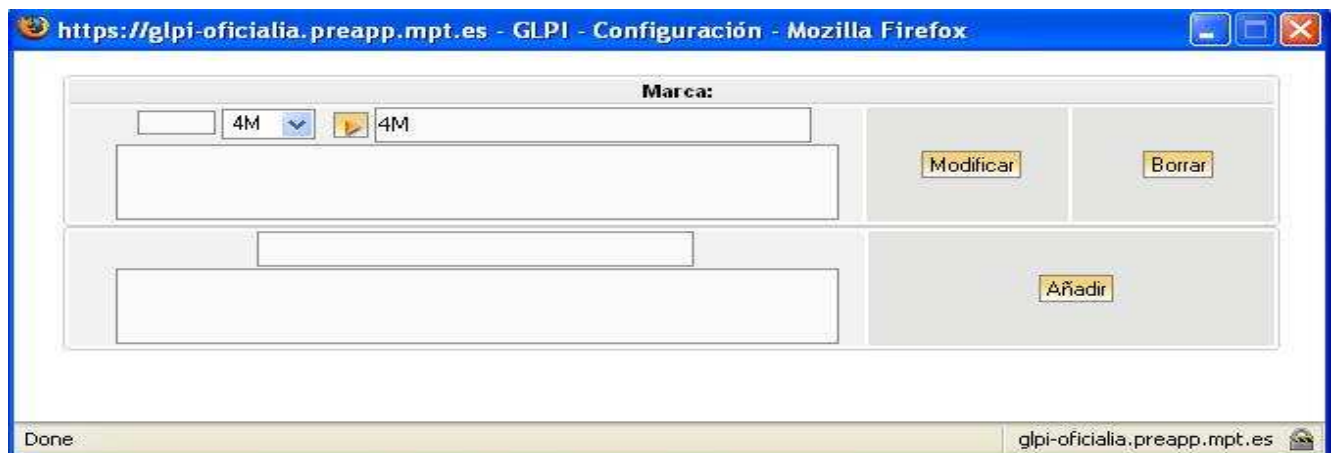 https://glpi-oficialia.preapp.mpt.es - GLPI - Configuración - Mozilla Firefox
Marca:
4M 4M
Modificar Borrar
Añadir
Done glpi-oficialia.preapp.mpt.es